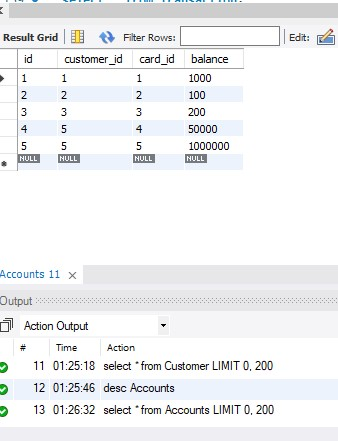 Result Grid Filter Rows: Edit:
id customer_id card_id balance
1 1 1 1000
2 2 2 100
3 3 3 200
4 5 4 50000
5 5 5 1000000
NULL NULL NULL NULL
Accounts 11 ×
Output
Action Output
# Time Action
11 01:25:18 select * from Customer LIMIT 0, 200
12 01:25:46 desc Accounts
13 01:26:32 select * from Accounts LIMIT 0, 200